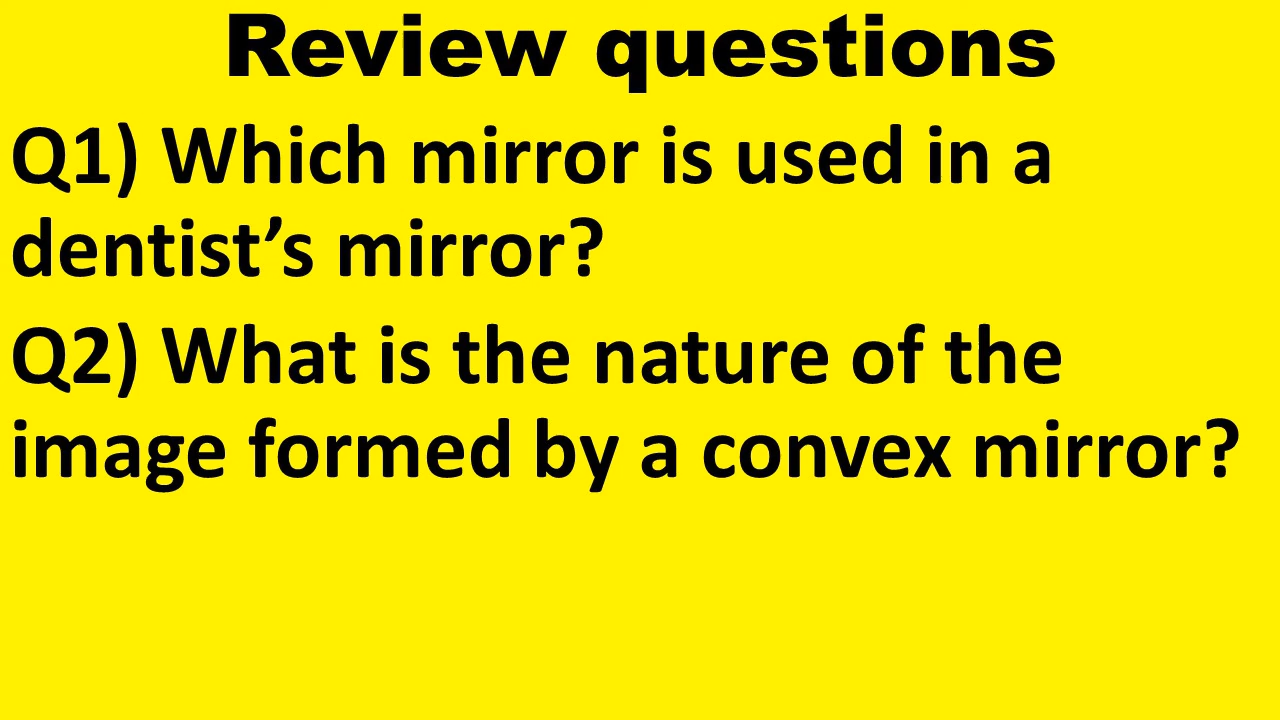 Review questions
Q1) Which mirror is used in a
dentist’s mirror?
Q2) What is the nature of the
image formed by a convex mirror?